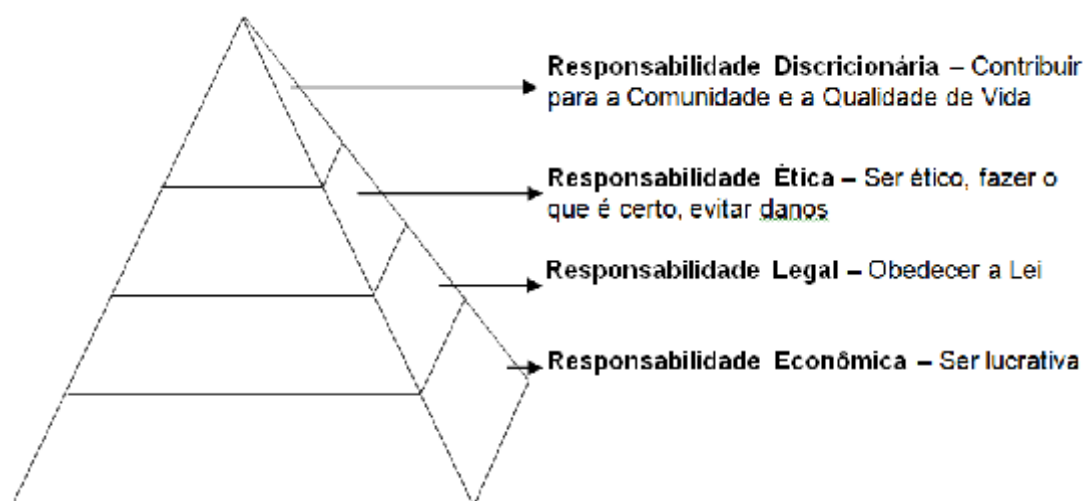 Responsabilidade Discricionária – Contribuir
para a Comunidade e a Qualidade de Vida
Responsabilidade Ética – Ser ético, fazer o
que é certo, evitar danos
Responsabilidade Legal – Obedecer a Lei
Responsabilidade Econômica – Ser lucrativa